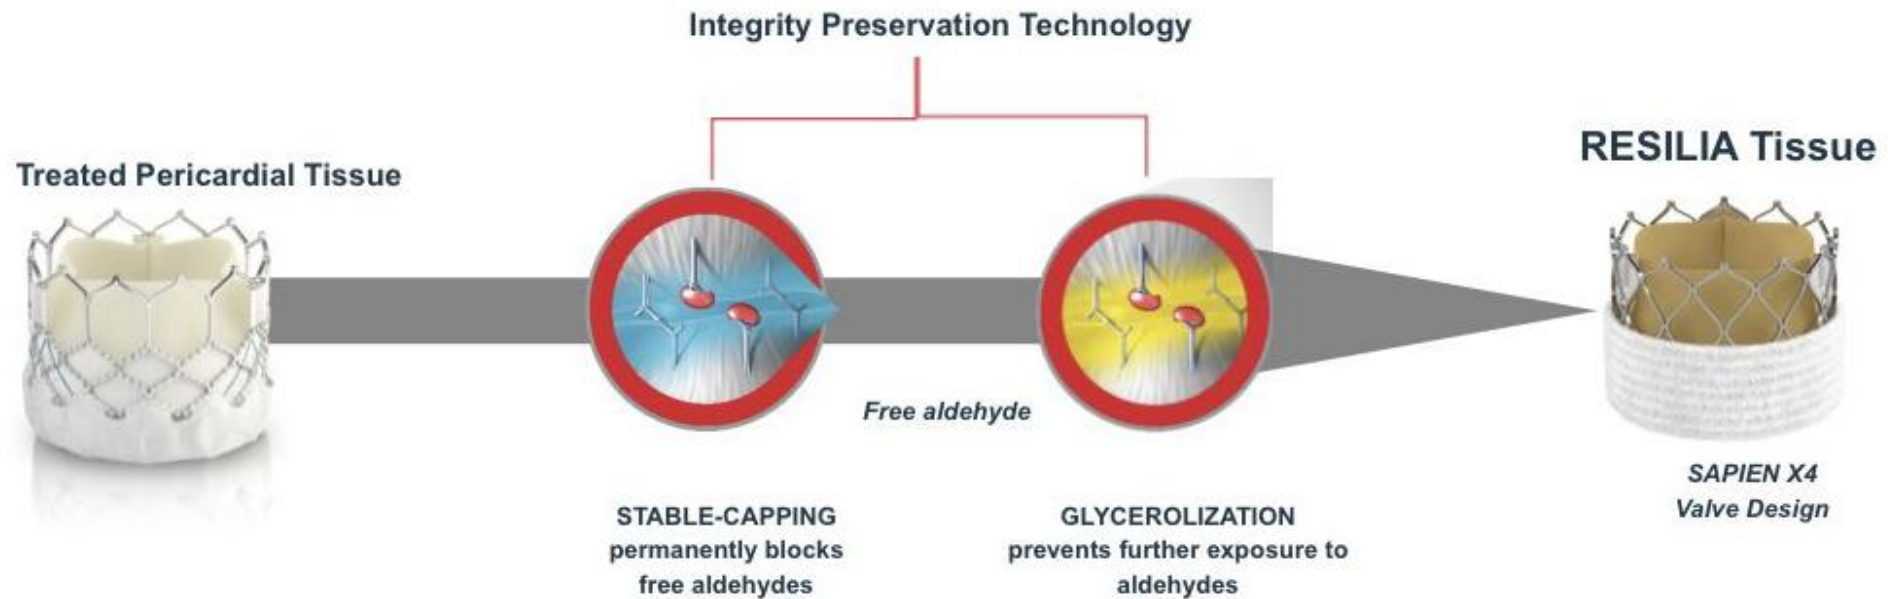 Integrity Preservation Technology
Treated Pericardial Tissue
RESILIA Tissue
Free aldehyde
STABLE-CAPPING
permanently blocks
free aldehydes
GLYCEROLIZATION
prevents further exposure to
aldehydes
SAPIEN X4
Valve Design